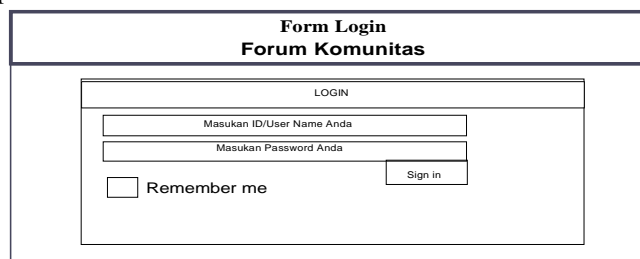 Form Login
Forum Komunitas
LOGIN
Masukan ID/User Name Anda
Masukan Password Anda
Sign in
Remember me